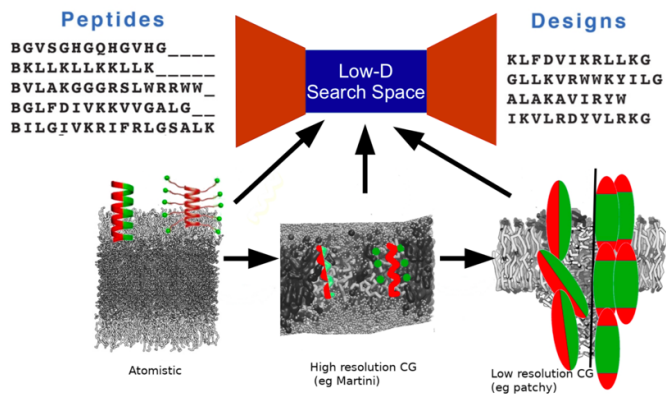 Peptides
BGVSGHGQHGVHG____
BKLLKLLKKLLK_____
BVLAKGGGRSLWRRWW_
BGLFDIVKKVVGALG__
BILGIVKRIFRLGSALK
Low-D
Search Space
Designs
KLFDVIKRLLKG
GLLKVRWWKYILG
ALAKAVIRYW
IKVLRDYVLRKG
Atomistic
High resolution CG
(eg Martini)
Low resolution CG
(eg patchy)